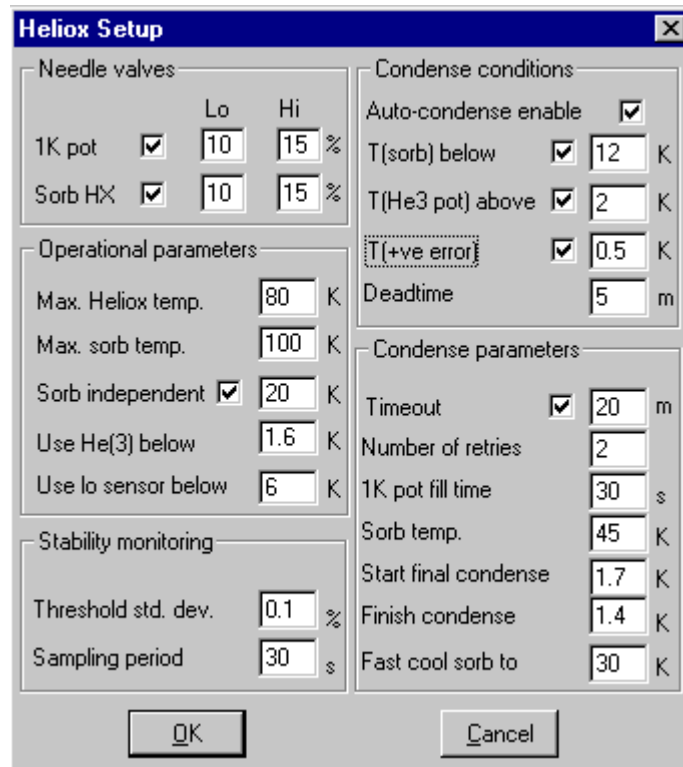 Heliox Setup
Needle valves
Lo Hi
1K pot 10 15 %
Sorb HX 10 15 %
Operational parameters
Max. Heliox temp. 80 K
Max. sorb temp. 100 K
Sorb independent 20 K
Use He(3) below 1.6 K
Use lo sensor below 6 K
Stability monitoring
Threshold std. dev. 0.1 %
Sampling period 30 s
Condense conditions
Auto-condense enable
T(sorb) below 12 K
T(He3 pot) above 2 K
T(+ve error) 0.5 K
Deadtime 5 m
Condense parameters
Timeout 20 m
Number of retries 2
1K pot fill time 30 s
Sorb temp. 45 K
Start final condense 1.7 K
Finish condense 1.4 K
Fast cool sorb to 30 K
OK Cancel